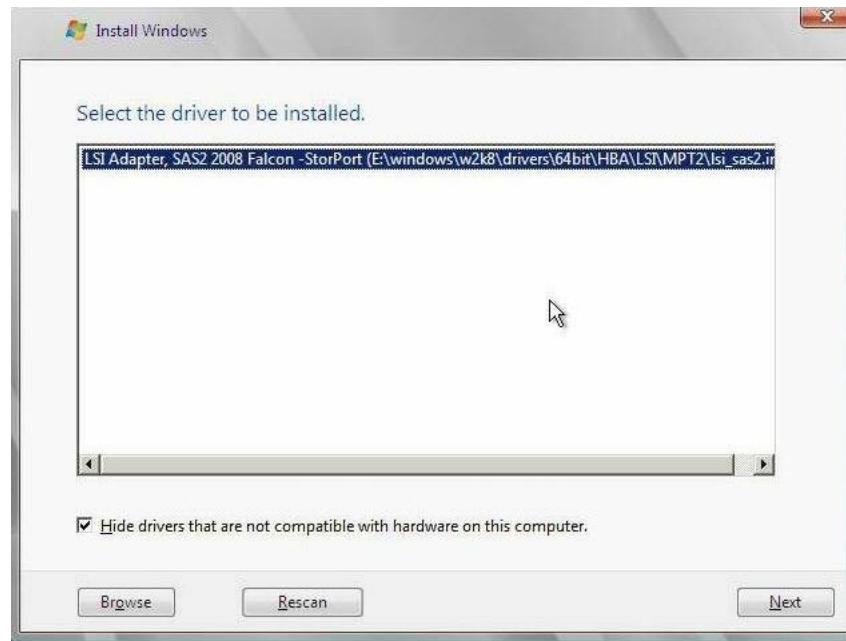 Install Windows
Select the driver to be installed.
LSI Adapter, SAS2 2008 Falcon -StorPort (E:\windows\w2k8\drivers\64bit\HBA\LSI\MPT2\lsi_sas2.in
Hide drivers that are not compatible with hardware on this computer.
Browse Rescan Next